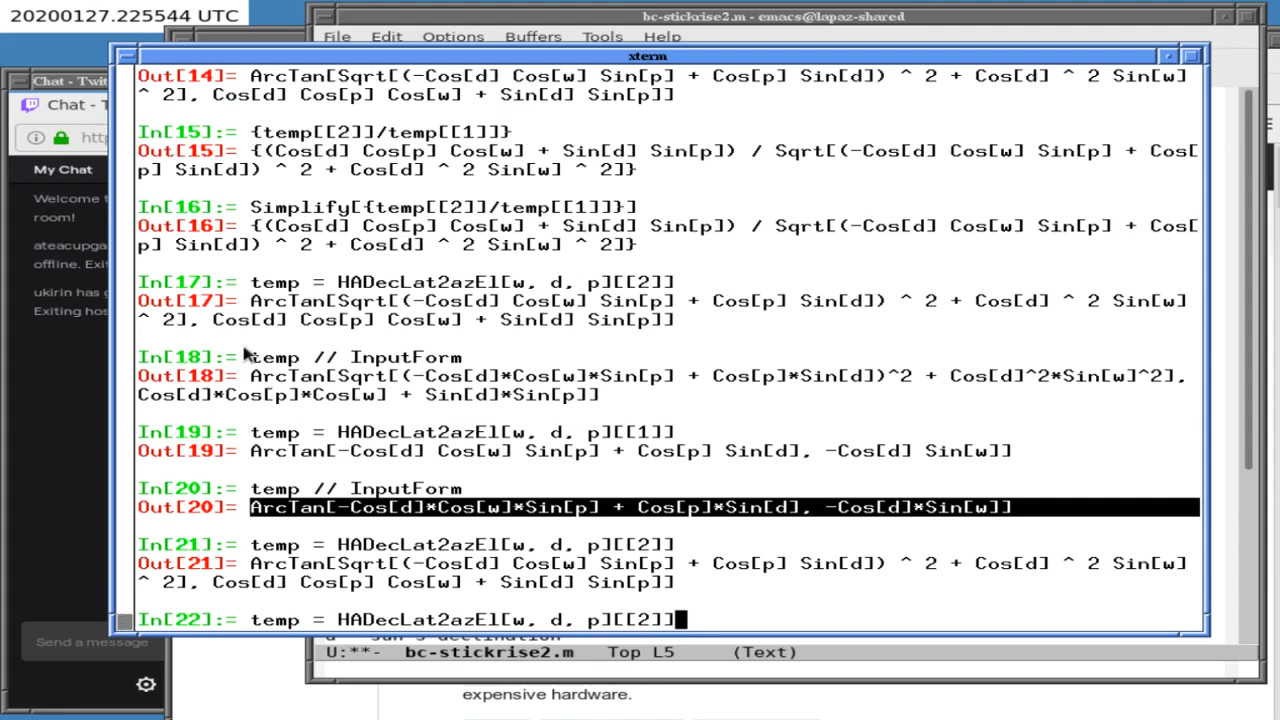 20200127.225544 UTC
bc-stickrise2.m - emacs@lapaz-shared
File Edit Options Buffers Tools Help
xterm
Chat - Twit
Chat - T
http
My Chat
Welcome t
room!
ateacupga
offline. Exit
ukirin has g
Exiting hos
Send a message
Out[14]= ArcTan[Sqrt[(-Cos[d] Cos[w] Sin[p] + Cos[p] Sin[d]) ^ 2 + Cos[d] ^ 2 Sin[w]
^ 2], Cos[d] Cos[p] Cos[w] + Sin[d] Sin[p]]
In[15]:= {temp[[2]]/temp[[1]]}
Out[15]= {(Cos[d] Cos[p] Cos[w] + Sin[d] Sin[p]) / Sqrt[(-Cos[d] Cos[w] Sin[p] + Cos[
p] Sin[d]) ^ 2 + Cos[d] ^ 2 Sin[w] ^ 2]}
In[16]:= Simplify[{temp[[2]]/temp[[1]]}]
Out[16]= {(Cos[d] Cos[p] Cos[w] + Sin[d] Sin[p]) / Sqrt[(-Cos[d] Cos[w] Sin[p] + Cos[
p] Sin[d]) ^ 2 + Cos[d] ^ 2 Sin[w] ^ 2]}
In[17]:= temp = HADecLat2azEl[w, d, p][[2]]
Out[17]= ArcTan[Sqrt[(-Cos[d] Cos[w] Sin[p] + Cos[p] Sin[d]) ^ 2 + Cos[d] ^ 2 Sin[w]
^ 2], Cos[d] Cos[p] Cos[w] + Sin[d] Sin[p]]
In[18]:= temp // InputForm
Out[18]= ArcTan[Sqrt[(-Cos[d]*Cos[w]*Sin[p] + Cos[p]*Sin[d])^2 + Cos[d]^2*Sin[w]^2],
Cos[d]*Cos[p]*Cos[w] + Sin[d]*Sin[p]]
In[19]:= temp = HADecLat2azEl[w, d, p][[1]]
Out[19]= ArcTan[-Cos[d] Cos[w] Sin[p] + Cos[p] Sin[d], -Cos[d] Sin[w]]
In[20]:= temp // InputForm
Out[20]= ArcTan[-Cos[d]*Cos[w]*Sin[p] + Cos[p]*Sin[d], -Cos[d]*Sin[w]]
In[21]:= temp = HADecLat2azEl[w, d, p][[2]]
Out[21]= ArcTan[Sqrt[(-Cos[d] Cos[w] Sin[p] + Cos[p] Sin[d]) ^ 2 + Cos[d] ^ 2 Sin[w]
^ 2], Cos[d] Cos[p] Cos[w] + Sin[d] Sin[p]]
In[22]:= temp = HADecLat2azEl[w, d, p][[2]]
U:**- bc-stickrise2.m Top L5 (Text)
expensive hardware.